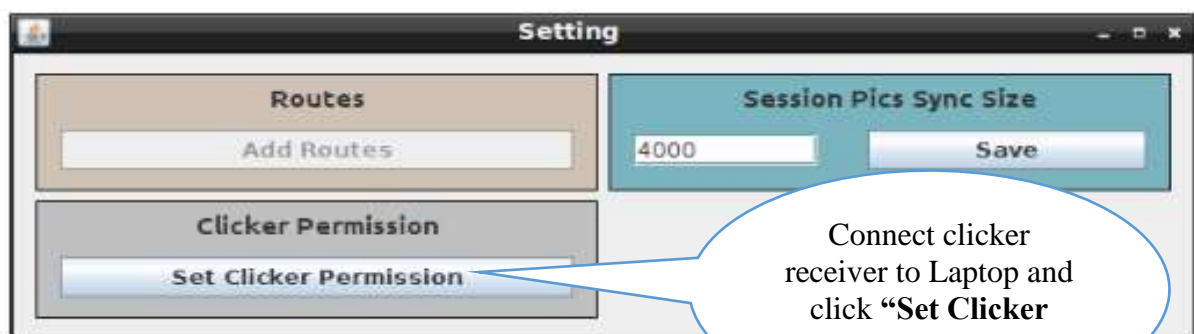 Setting
Routes
Add Routes
Session Pics Sync Size
4000
Save
Clicker Permission
Set Clicker Permission
Connect clicker
receiver to Laptop and
click “Set Clicker